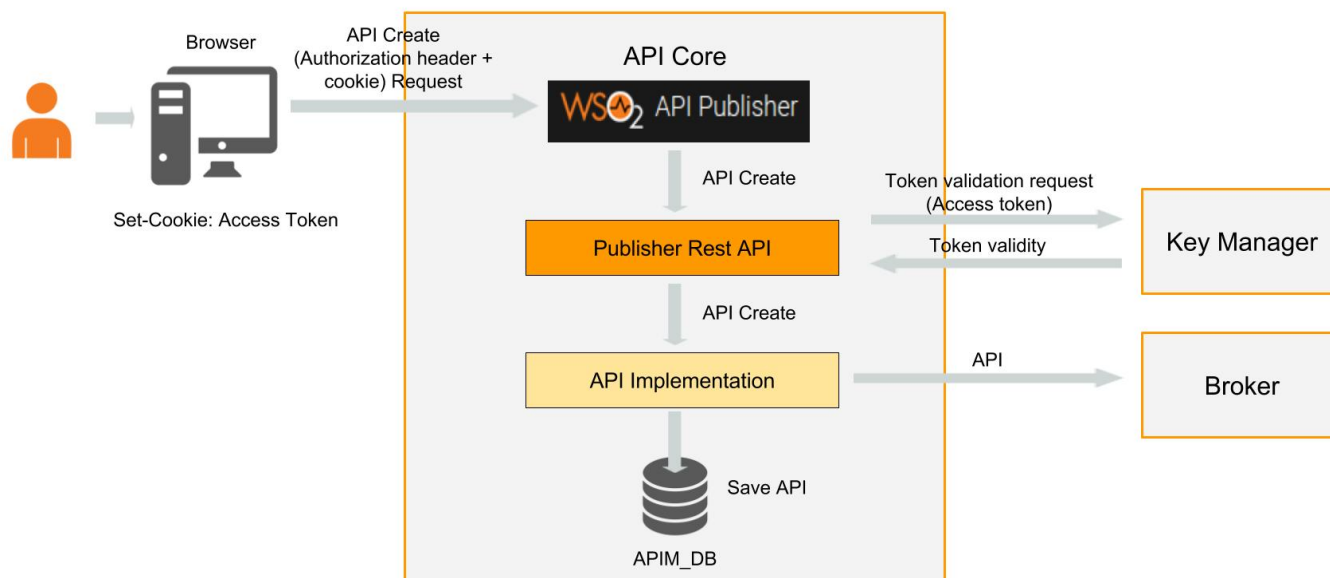 Browser
Set-Cookie: Access Token
API Create
(Authorization header +
cookie) Request
API Core
WSO2 API Publisher
API Create
Publisher Rest API
Token validation request
(Access token)
Token validity
Key Manager
API Create
API Implementation
API
Broker
Save API
APIM_DB